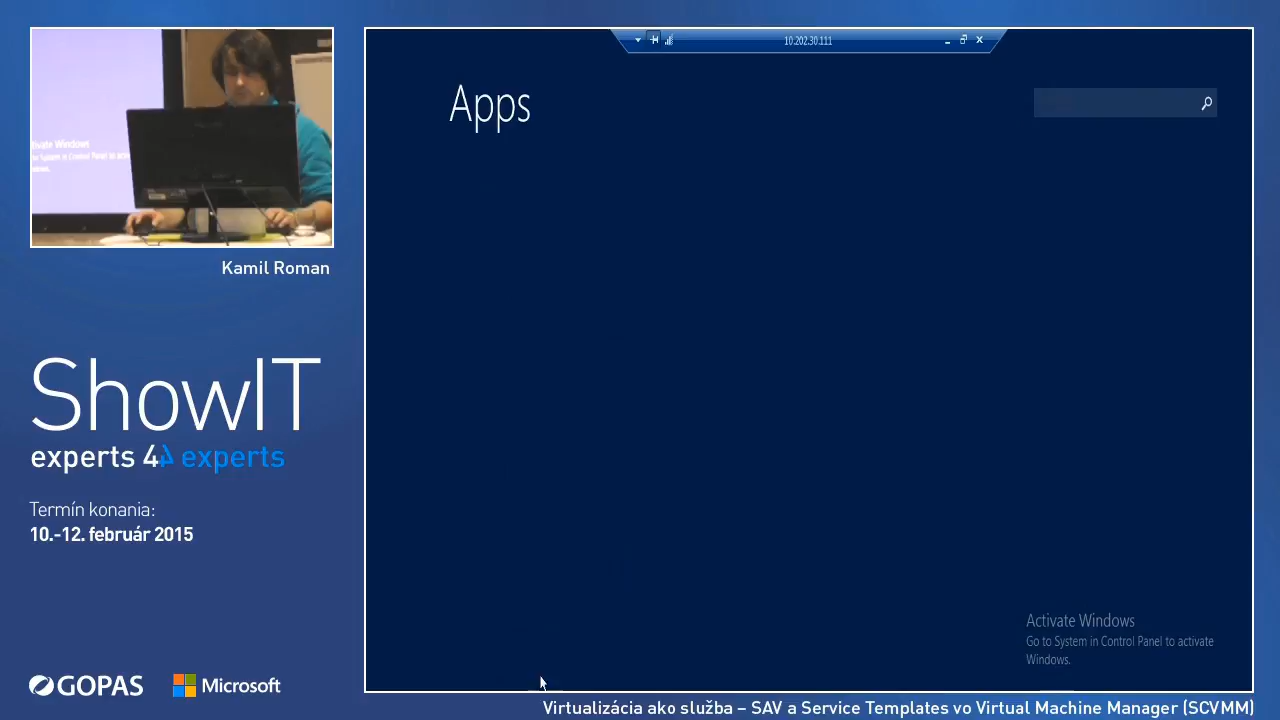 10.202.30.111
Apps
Activate Windows
Go to System in Control Panel to activate
Windows.
Kamil Roman
ShowIT
experts 4 experts
Termín konania:
10.-12. február 2015
GOPAS
Microsoft
Virtualizácia ako služba – SAV a Service Templates vo Virtual Machine Manager (SCVMM)